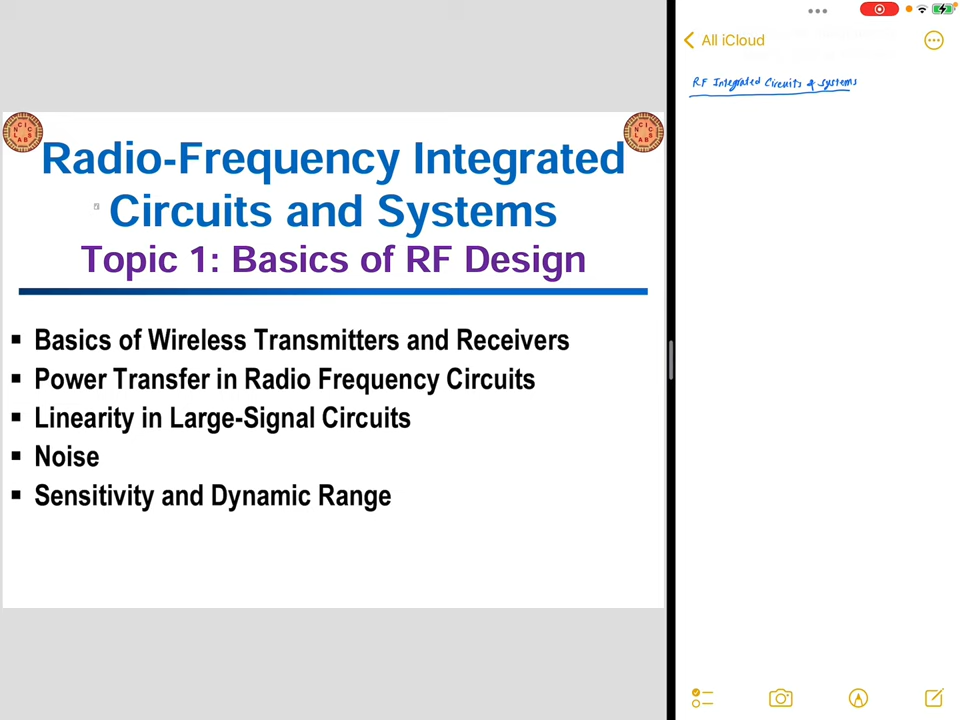 All iCloud
RF Integrated Circuits & Systems
Radio-Frequency Integrated
Circuits and Systems
Topic 1: Basics of RF Design
▪ Basics of Wireless Transmitters and Receivers
▪ Power Transfer in Radio Frequency Circuits
▪ Linearity in Large-Signal Circuits
▪ Noise
▪ Sensitivity and Dynamic Range